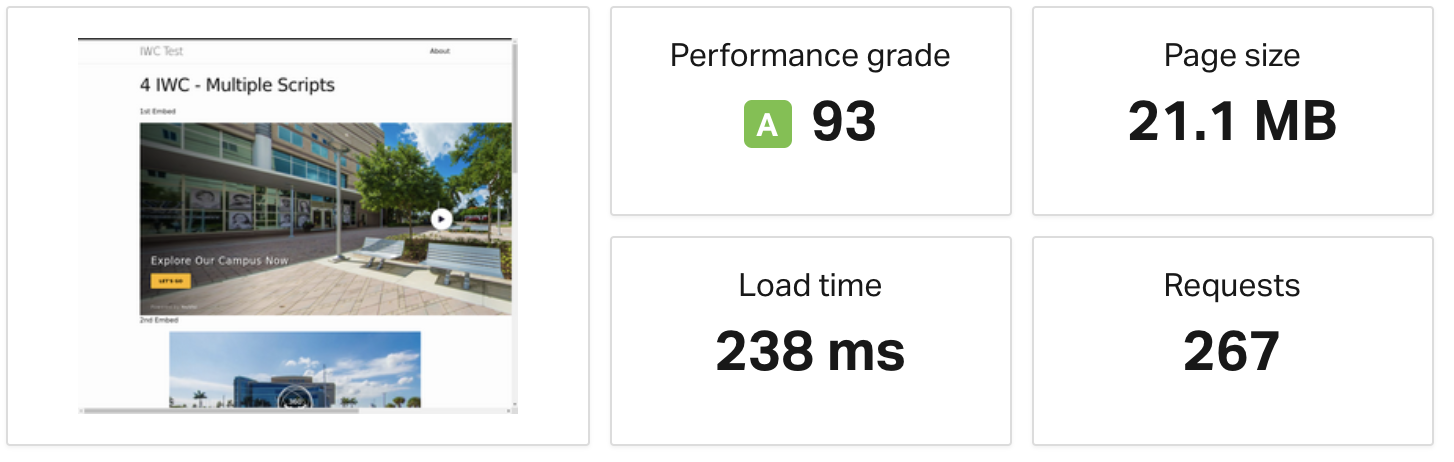 IWC Test
About
4 IWC - Multiple Scripts
1st Embed
Explore Our Campus Now
LET'S GO
2nd Embed
360°
Performance grade
A 93
Page size
21.1 MB
Load time
238 ms
Requests
267